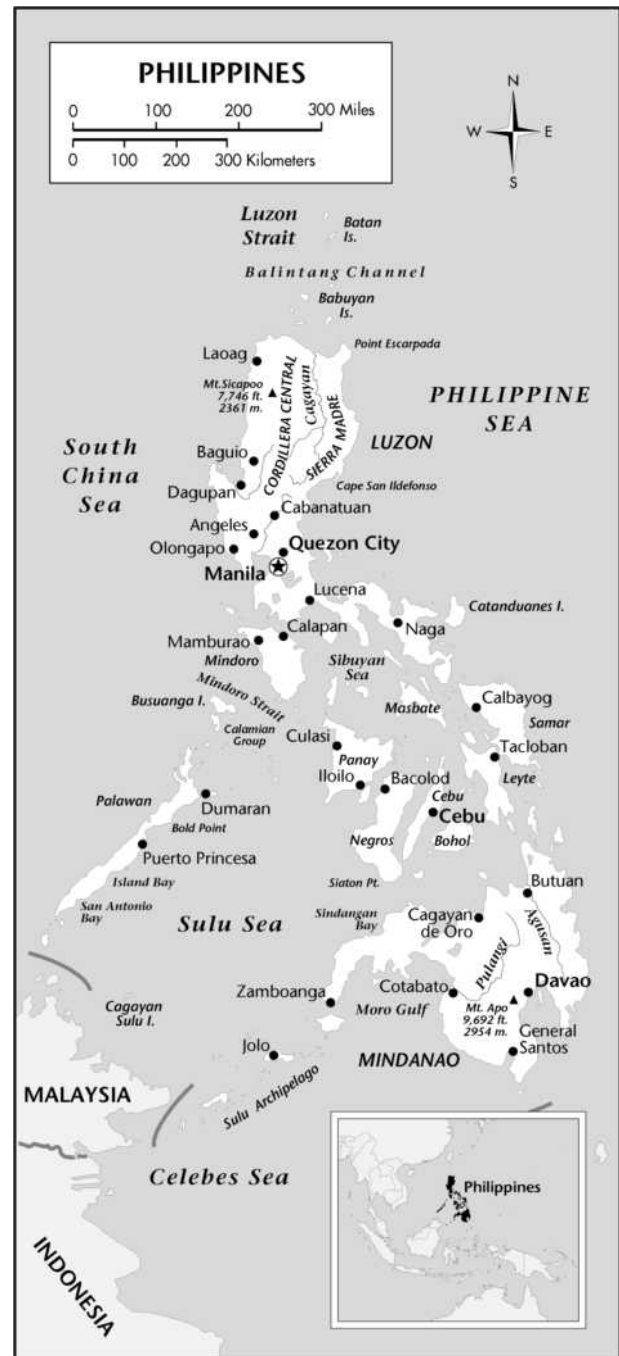 PHILIPPINES
0 100 200 300 Miles
0 100 200 300 Kilometers
N
W E
S
Luzon
Strait
Batan
Is.
Balintang Channel
Babuyan
Is.
Point Escarpada
Laoag
Mt.Sicapoo
7,746 ft.
2361 m.
CORDILLERA CENTRAL
Cagayan
SIERRA MADRE
PHILIPPINE
SEA
LUZON
South
China
Sea
Baguio
Dagupan
Cape San Ildefonso
Cabanatuan
Angeles
Olongapo
Quezon City
Manila
Lucena
Catanduanes I.
Naga
Calapan
Mamburao
Mindoro
Sibuyan
Sea
Mindoro Strait
Busuanga I.
Masbate
Calbayog
Samar
Calamian
Group
Culasi
Panay
Tacloban
Leyte
Iloilo
Bacolod
Cebu
Cebu
Palawan
Dumaran
Bold Point
Negros
Bohol
Puerto Princesa
Island Bay
Siaton Pt.
Butuan
San Antonio
Bay
Sulu Sea
Sindangan
Bay
Cagayan
de Oro
Agusan
Pulangi
Davao
Cotabato
Zamboanga
Moro Gulf
Mt. Apo
9,692 ft.
2954 m.
Cagayan
Sulu I.
General
Santos
Jolo
MINDANAO
MALAYSIA
Sulu Archipelago
Celebes Sea
Philippines
INDONESIA